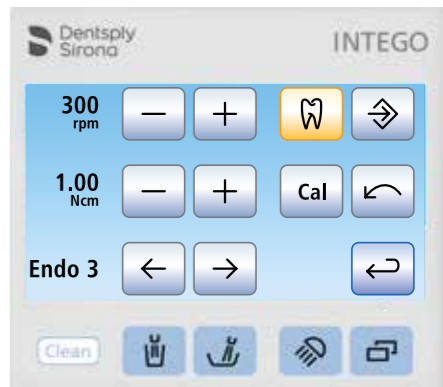 Dentsply
Sirona
INTEGO
300
rpm
1.00
Ncm
Cal
Endo 3
Clean